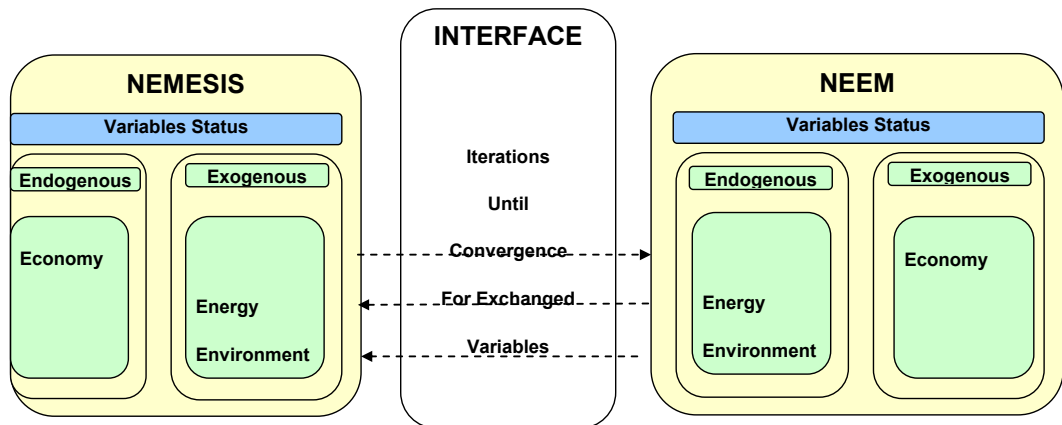 NEMESIS
Variables Status
Endogenous
Exogenous
Economy
Energy
Environment
INTERFACE
Iterations
Until
Convergence
For Exchanged
Variables
NEEM
Variables Status
Endogenous
Exogenous
Energy
Environment
Economy